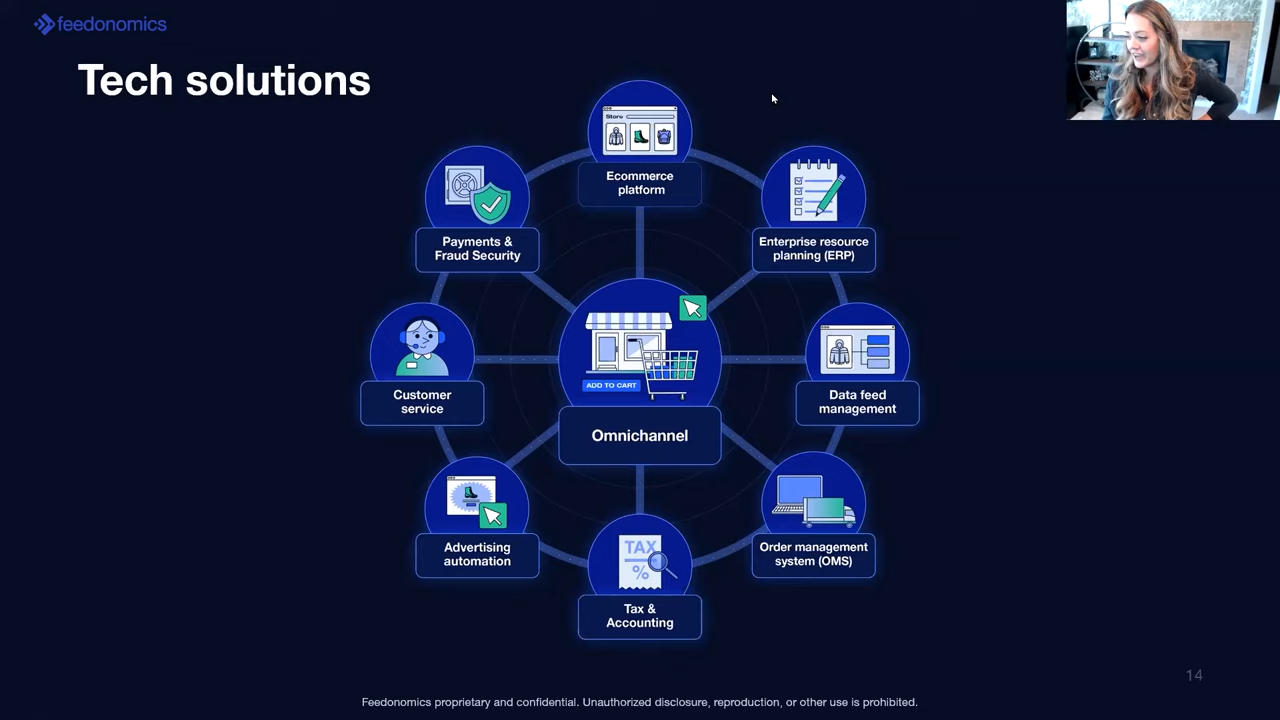 feedonomics
Tech solutions
Store
Ecommerce
platform
Payments &
Fraud Security
Enterprise resource
planning (ERP)
ADD TO CART
Omnichannel
Customer
service
Data feed
management
Advertising
automation
TAX
%
Tax &
Accounting
Order management
system (OMS)
14
Feedonomics proprietary and confidential. Unauthorized disclosure, reproduction, or other use is prohibited.